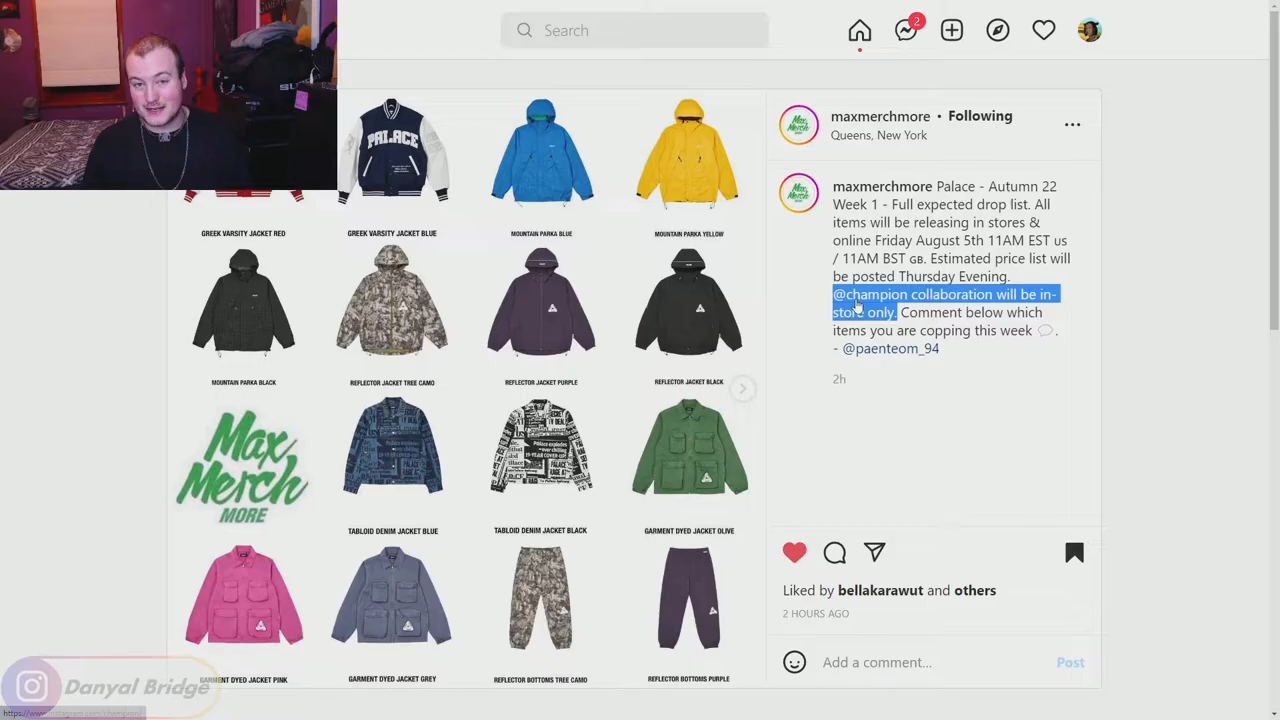 Search
2
maxmerchmore • Following
Queens, New York
maxmerchmore Palace - Autumn 22
Week 1 - Full expected drop list. All
items will be releasing in stores &
online Friday August 5th 11AM EST us
/ 11AM BST GB. Estimated price list will
be posted Thursday Evening.
@champion collaboration will be in-
store only. Comment below which
items you are copping this week 💬.
- @paenteom_94
2h
PALACE
GREEK VARSITY JACKET RED
GREEK VARSITY JACKET BLUE
MOUNTAIN PARKA BLUE
MOUNTAIN PARKA YELLOW
MOUNTAIN PARKA BLACK
REFLECTOR JACKET TREE CAMO
REFLECTOR JACKET PURPLE
REFLECTOR JACKET BLACK
Max
Merch
MORE
TABLOID DENIM JACKET BLUE
TABLOID DENIM JACKET BLACK
GARMENT DYED JACKET OLIVE
GARMENT DYED JACKET PINK
GARMENT DYED JACKET GREY
REFLECTOR BOTTOMS TREE CAMO
REFLECTOR BOTTOMS PURPLE
Liked by bellakarawut and others
2 HOURS AGO
Add a comment...
Post
Danyal Bridge